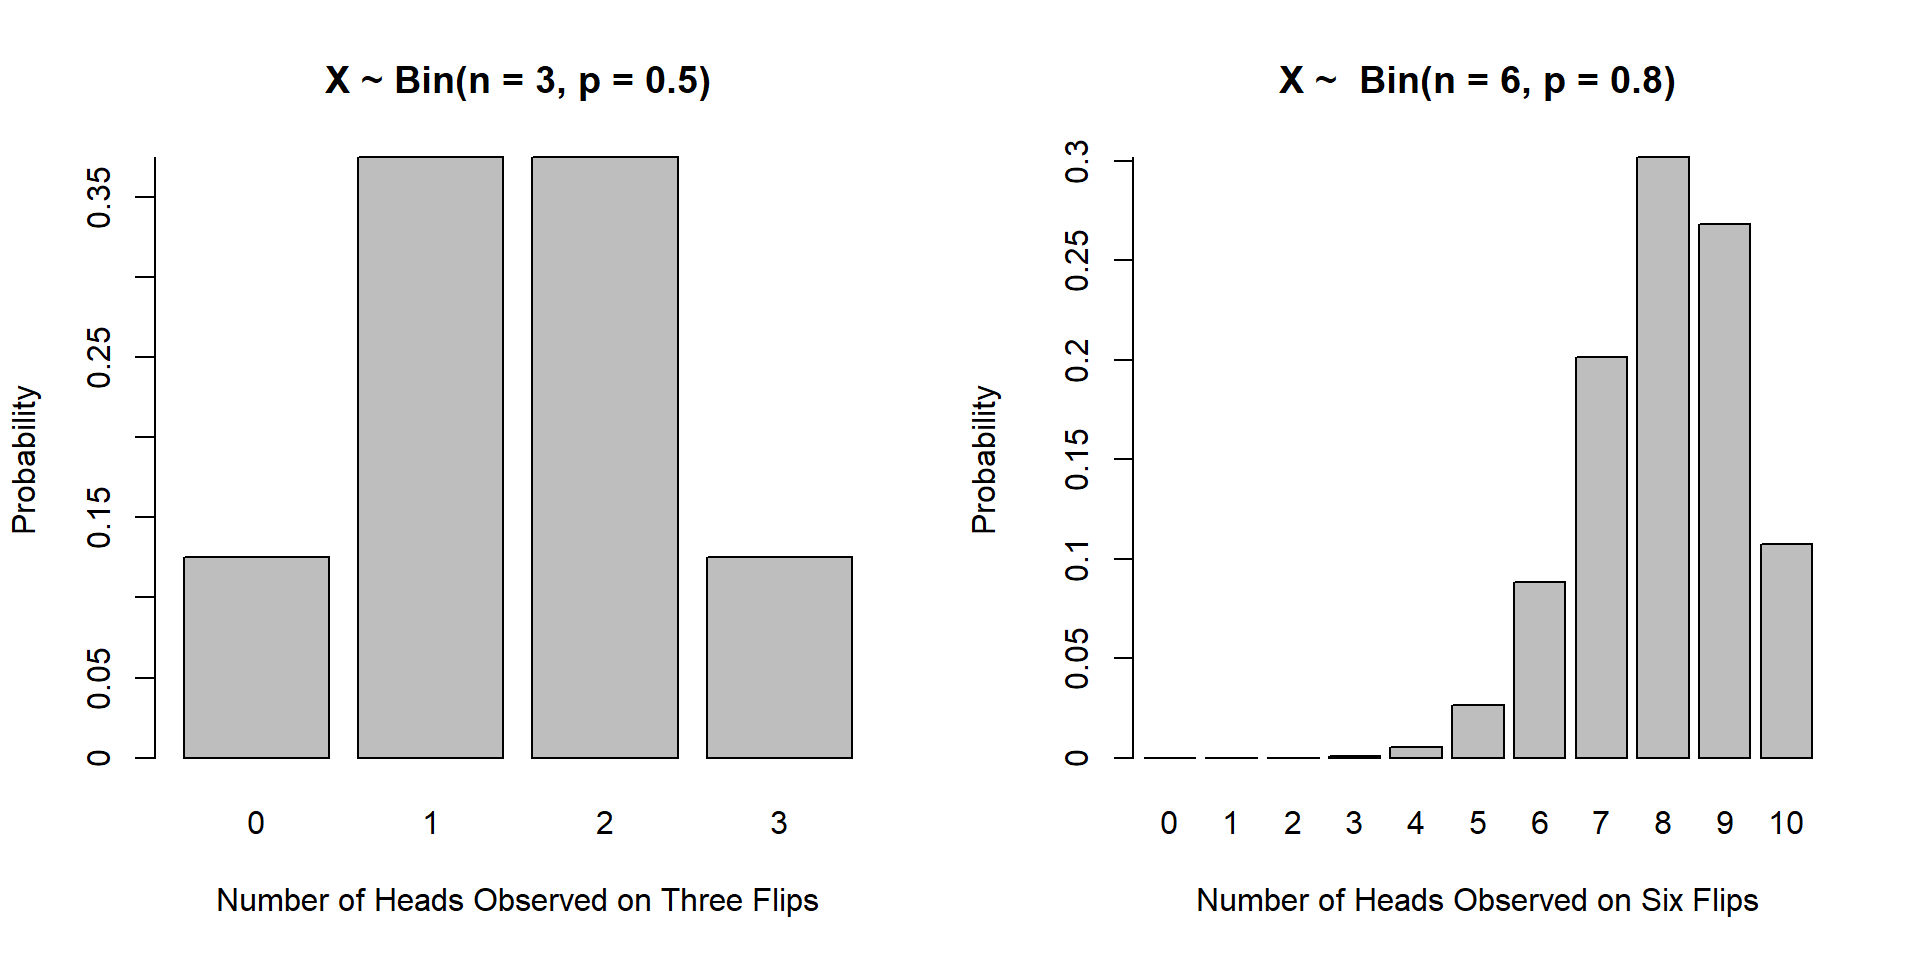 X ~ Bin(n = 3, p = 0.5)
Probability
0.35
0.25
0.15
0.05
0
0 1 2 3
Number of Heads Observed on Three Flips
X ~  Bin(n = 6, p = 0.8)
Probability
0.3
0.25
0.2
0.15
0.1
0.05
0
0 1 2 3 4 5 6 7 8 9 10
Number of Heads Observed on Six Flips